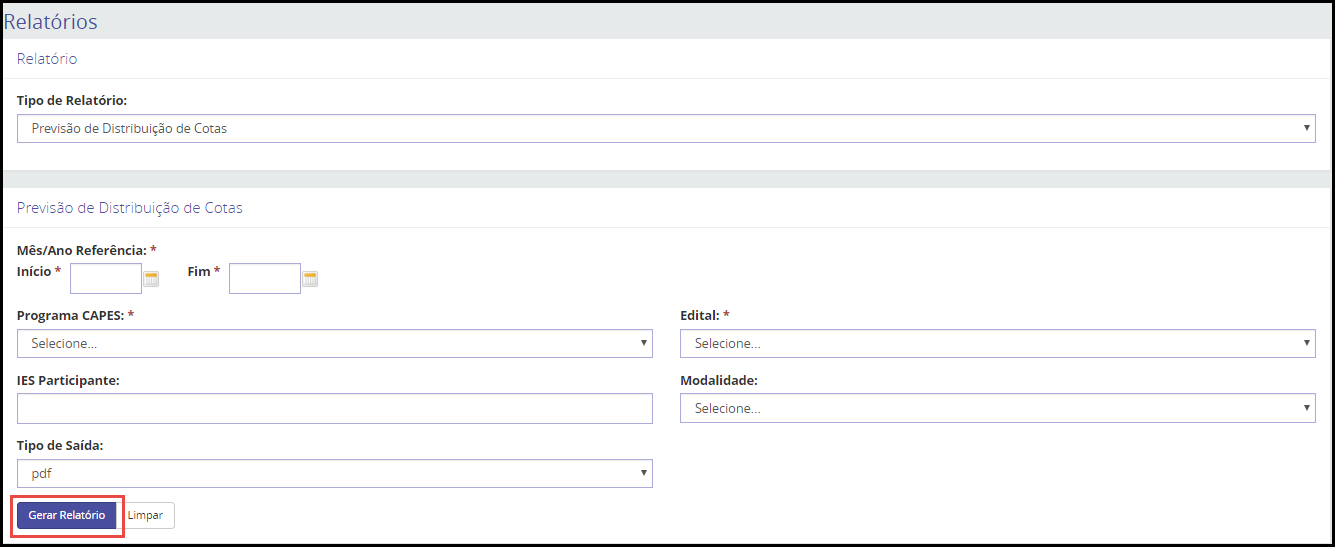 Relatórios
Relatório
Tipo de Relatório:
Previsão de Distribuição de Cotas
Previsão de Distribuição de Cotas
Mês/Ano Referência: *
Início * Fim *
Programa CAPES: * Edital: *
Selecione... Selecione...
IES Participante: Modalidade:
Selecione...
Tipo de Saída:
pdf
Gerar Relatório Limpar